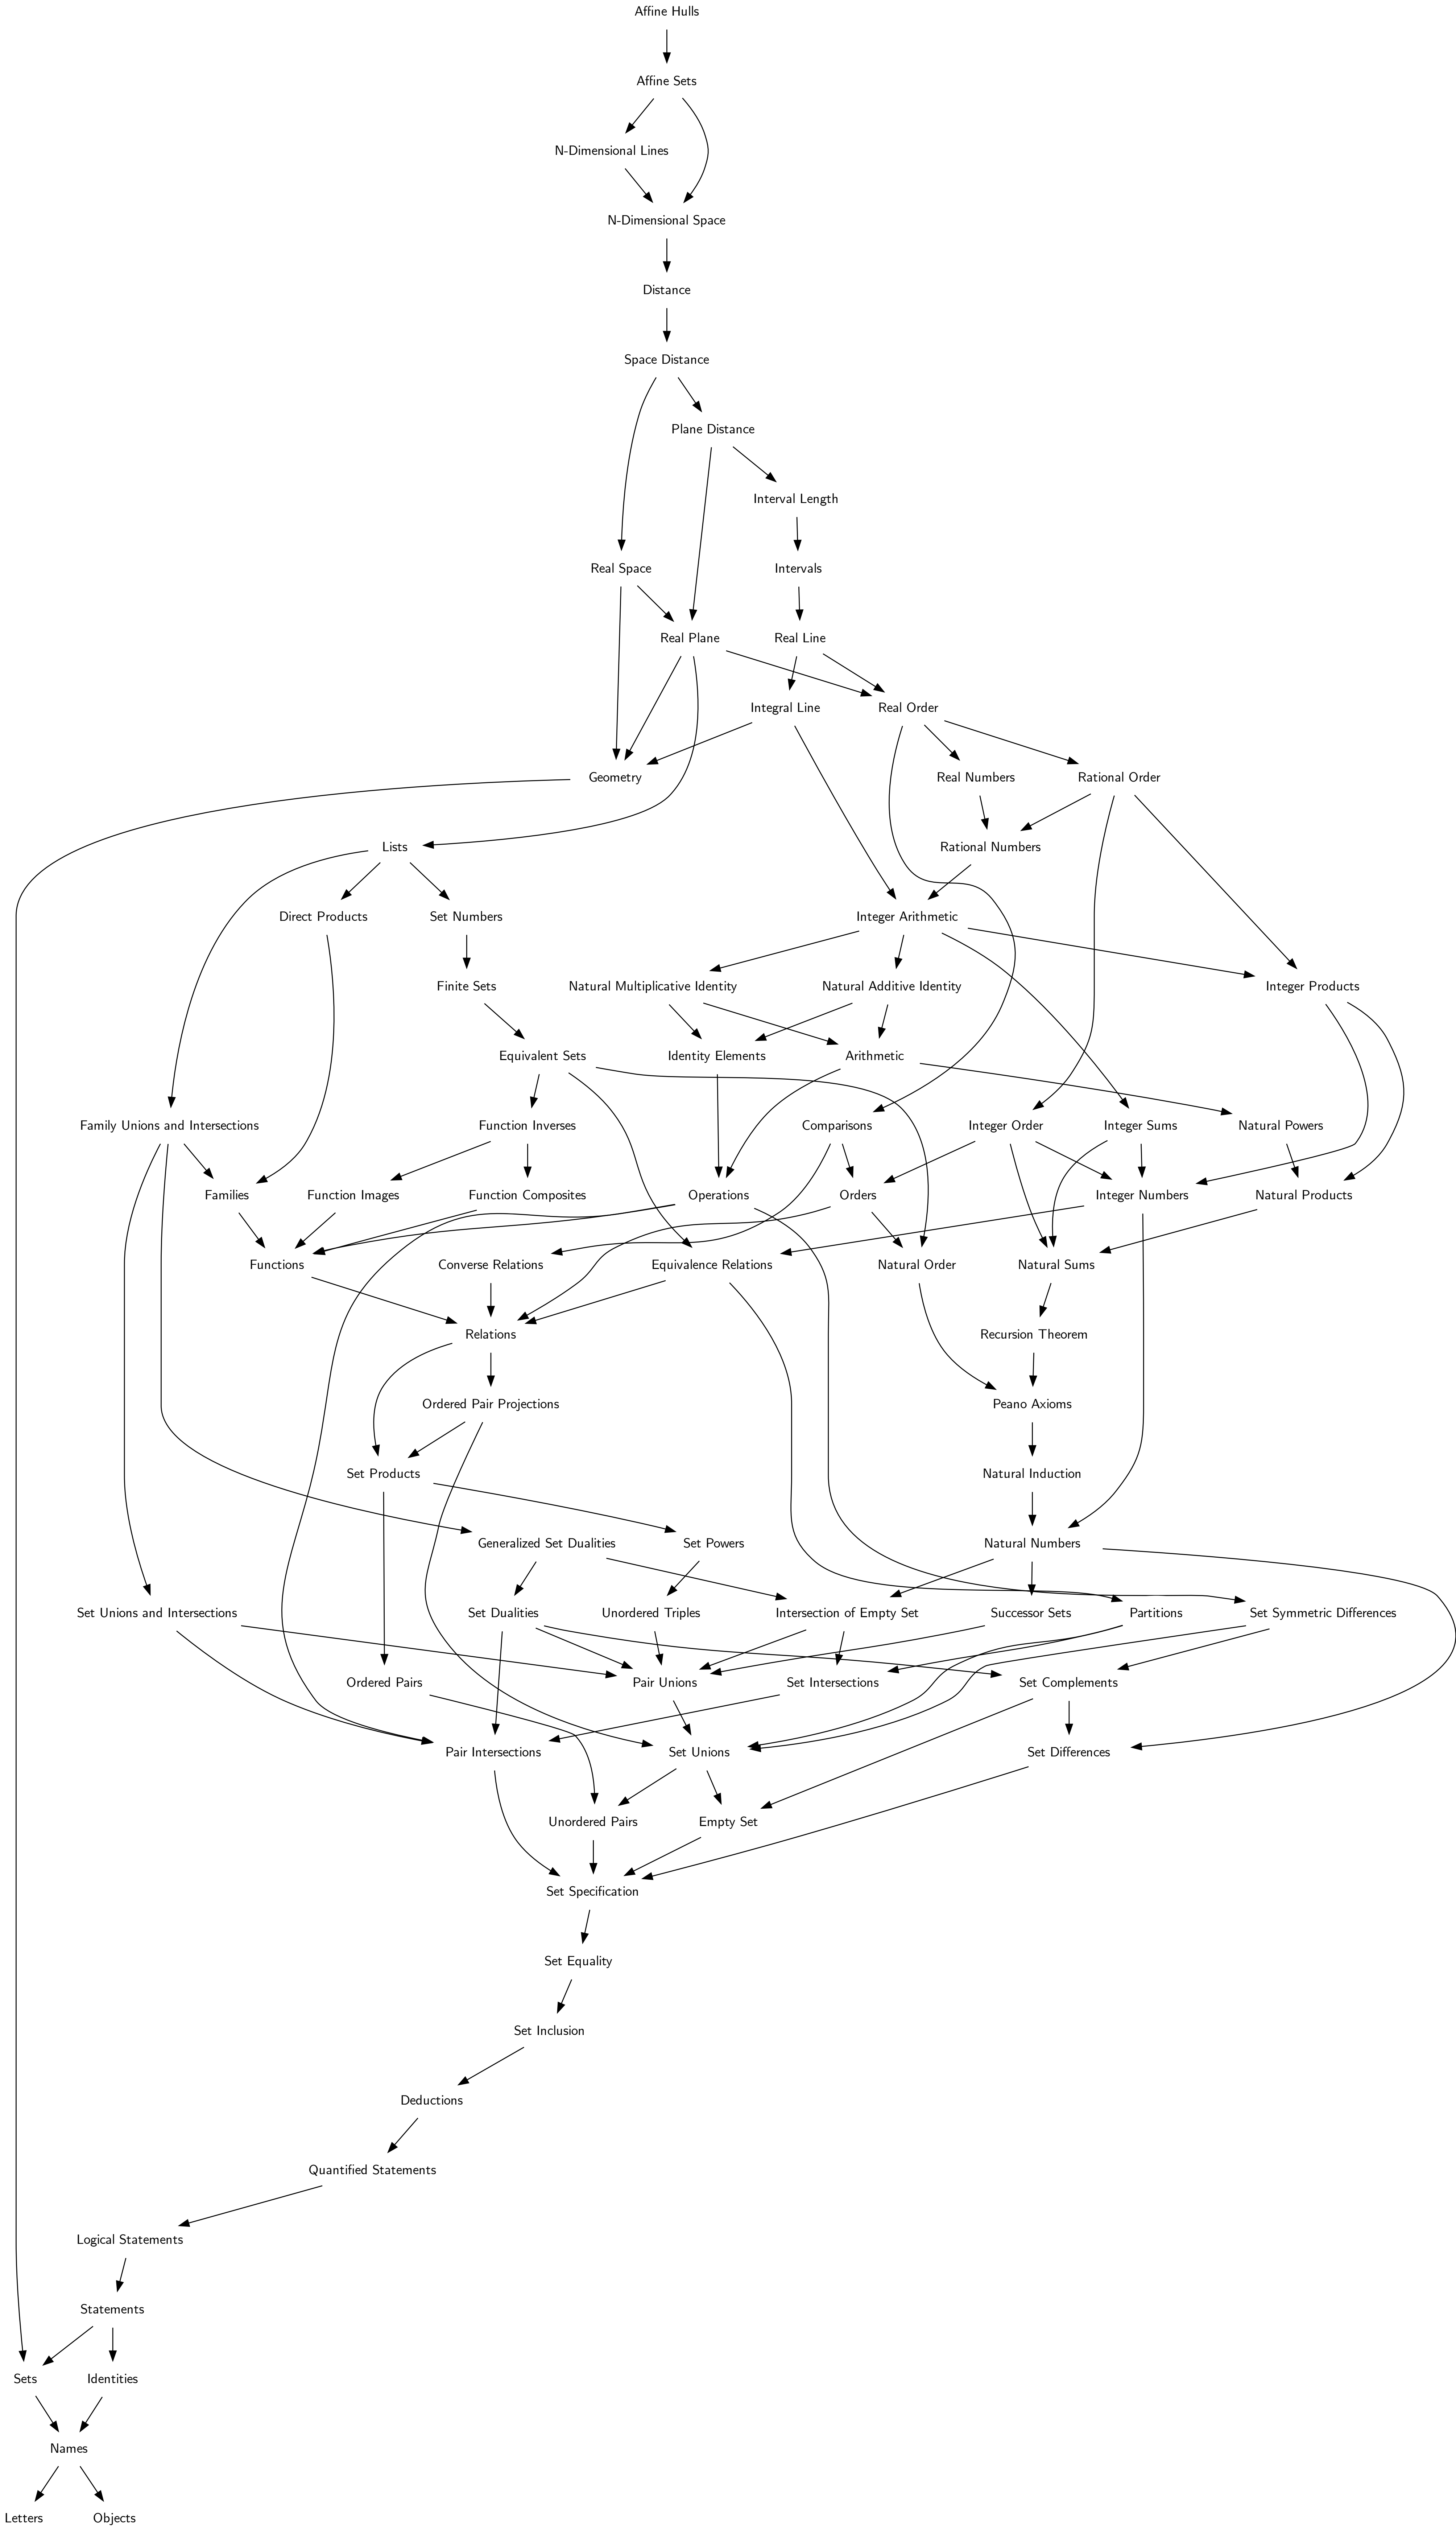 Affine Hulls
Affine Sets
N-Dimensional Lines
N-Dimensional Space
Distance
Space Distance
Plane Distance
Interval Length
Real Space
Intervals
Real Plane
Real Line
Integral Line
Real Order
Geometry
Real Numbers
Rational Order
Lists
Rational Numbers
Direct Products
Set Numbers
Integer Arithmetic
Finite Sets
Natural Multiplicative Identity
Natural Additive Identity
Integer Products
Equivalent Sets
Identity Elements
Arithmetic
Family Unions and Intersections
Function Inverses
Comparisons
Integer Order
Integer Sums
Natural Powers
Families
Function Images
Function Composites
Operations
Orders
Integer Numbers
Natural Products
Functions
Converse Relations
Equivalence Relations
Natural Order
Natural Sums
Relations
Recursion Theorem
Ordered Pair Projections
Peano Axioms
Set Products
Natural Induction
Generalized Set Dualities
Set Powers
Natural Numbers
Set Unions and Intersections
Set Dualities
Unordered Triples
Intersection of Empty Set
Successor Sets
Partitions
Set Symmetric Differences
Ordered Pairs
Pair Unions
Set Intersections
Set Complements
Pair Intersections
Set Unions
Set Differences
Unordered Pairs
Empty Set
Set Specification
Set Equality
Set Inclusion
Deductions
Quantified Statements
Logical Statements
Statements
Sets
Identities
Names
Letters
Objects